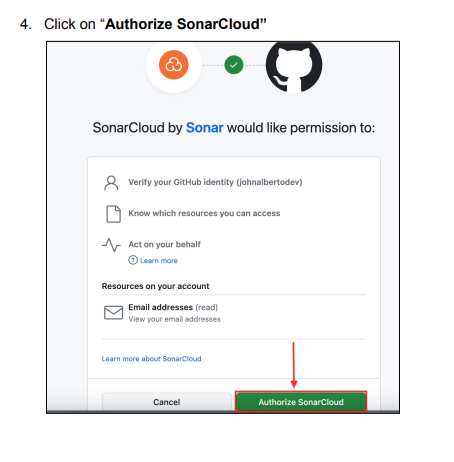 4. Click on “Authorize SonarCloud”
SonarCloud by Sonar would like permission to:
Verify your GitHub identity (johnalbertodev)
Know which resources you can access
Act on your behalf
Learn more
Resources on your account
Email addresses (read)
View your email addresses
Learn more about SonarCloud
Cancel Authorize SonarCloud